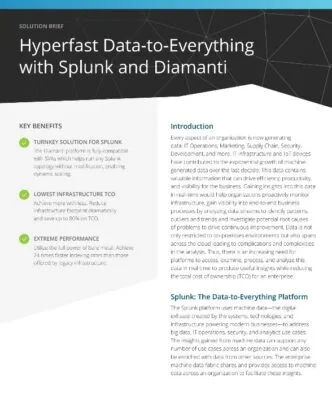 SOLUTION BRIEF
Hyperfast Data-to-Everything
with Splunk and Diamanti
KEY BENEFITS
TURNKEY SOLUTION FOR SPLUNK
The Diamanti platform is fully compatible
with SVAs which helps run any Splunk
topology without modification, enabling
dynamic scaling.
LOWEST INFRASTRUCTURE TCO
Achieve more with less. Reduce
infrastructure footprint dramatically
and save up to 80% on TCO.
EXTREME PERFORMANCE
Utilize the full power of bare metal. Achieve
24 times faster indexing rates than those
offered by legacy infrastructure.
Introduction
Every aspect of an organization is now generating
data. IT Operations, Marketing, Supply Chain, Security,
Development, and more. IT infrastructure and IoT devices
have contributed to the exponential growth of machine-
generated data over the last decade. This data contains
valuable information that can drive efficiency, productivity,
and visibility for the business. Gaining insights into this data
in real-time would help organizations proactively monitor
infrastructure, gain visibility into end-to-end business
processes by analyzing data streams to identify patterns,
outliers and trends and investigate potential root causes
of problems to drive continuous improvement. Data is not
only restricted to on-premises environments but also spans
across the cloud leading to complications and complexities
in the analysis. Thus, there is an increasing need for
platforms to access, examine, process, and analyze this
data in real-time to produce useful insights while reducing
the total cost of ownership (TCO) for an enterprise.
Splunk: The Data-to-Everything Platform
The Splunk platform uses machine data—the digital
exhaust created by the systems, technologies and
infrastructure powering modern businesses—to address
big data, IT operations, security, and analytics use cases.
The insights gained from machine data can support any
number of use cases across an organization and can also
be enriched with data from other sources. The enterprise
machine data fabric shares and provides access to machine
data across an organization to facilitate these insights.